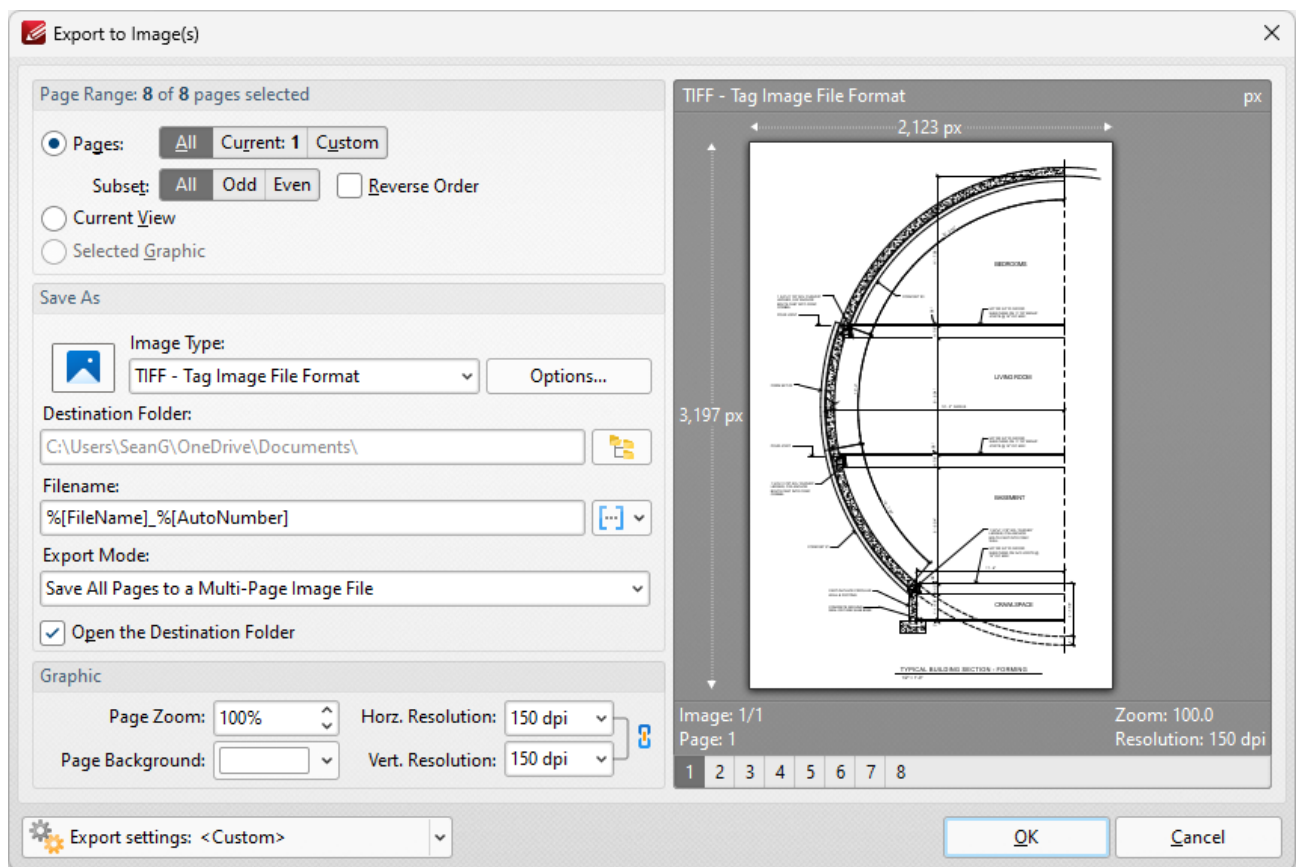 Export to Image(s)
Page Range: 8 of 8 pages selected
Pages: All Current: 1 Custom
Subset: All Odd Even Reverse Order
Current View
Selected Graphic
Save As
Image Type:
TIFF - Tag Image File Format Options...
Destination Folder:
C:\Users\SeanG\OneDrive\Documents\
Filename:
%[FileName]_%[AutoNumber]
Export Mode:
Save All Pages to a Multi-Page Image File
Open the Destination Folder
Graphic
Page Zoom: 100% Horz. Resolution: 150 dpi
Page Background: Vert. Resolution: 150 dpi
TIFF - Tag Image File Format px
2,123 px
3,197 px
BEDROOMS
LIVING ROOM
BASEMENT
CRAWLSPACE
TYPICAL BUILDING SECTION - FORMING
Image: 1/1 Zoom: 100.0
Page: 1 Resolution: 150 dpi
1 2 3 4 5 6 7 8
Export settings: <Custom> OK Cancel